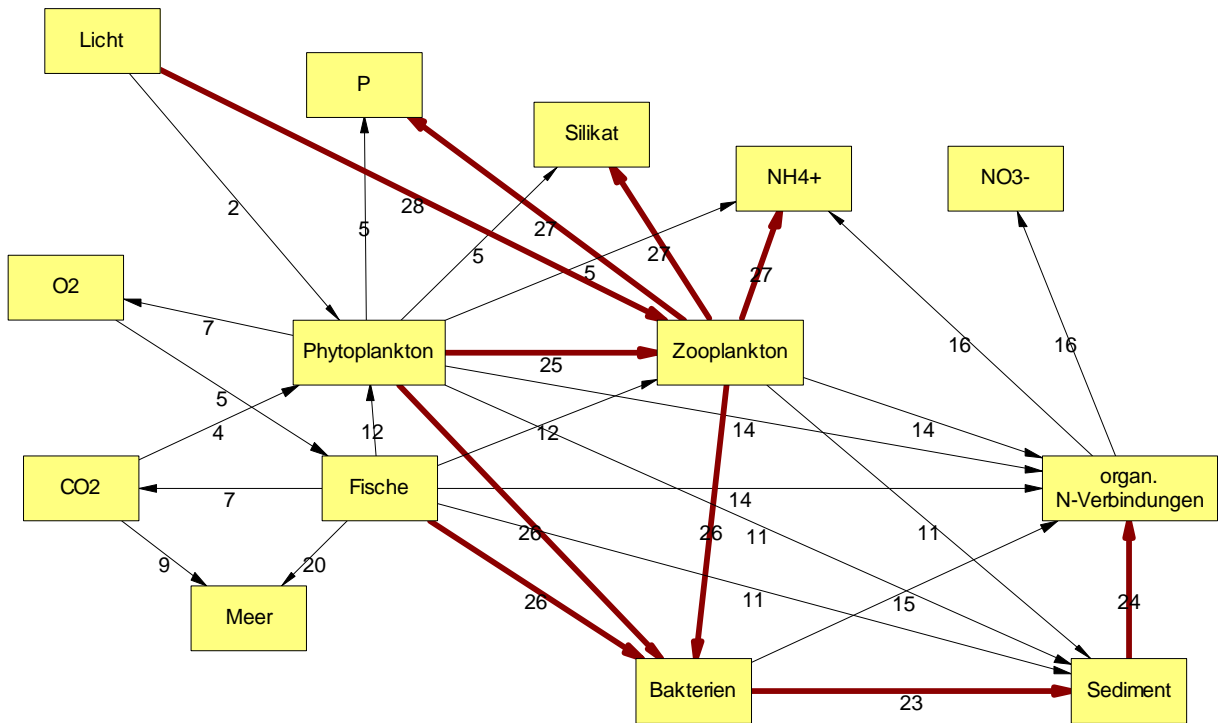 Licht
P
Silikat
NH4+
NO3-
2
28
5
27
5
27
5
27
O2
7
Phytoplankton
25
Zooplankton
16
16
5
4
12
12
14
14
CO2
7
Fische
14
organ.
N-Verbindungen
9
20
26
26
11
11
Meer
26
11
15
24
Bakterien
23
Sediment